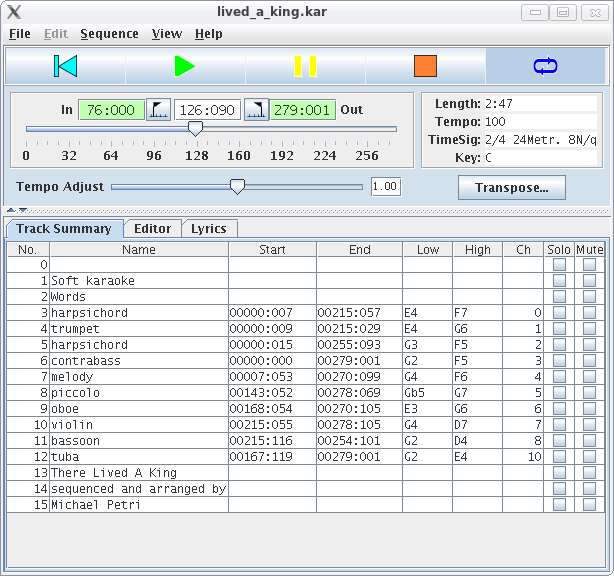 lived_a_king.kar
File Edit Sequence View Help
In 76:000 126:090 279:001 Out
0 32 64 96 128 160 192 224 256
Length: 2:47
Tempo: 100
TimeSig: 2/4 24Metr. 8N/q
Key: C
Tempo Adjust 1.00
Transpose...
Track Summary Editor Lyrics
No. Name Start End Low High Ch Solo Mute
0
1 Soft karaoke
2 Words
3 harpsichord 00000:007 00215:057 E4 F7 0
4 trumpet 00000:009 00215:029 E4 G6 1
5 harpsichord 00000:015 00255:093 G3 F5 2
6 contrabass 00000:000 00279:001 G2 F5 3
7 melody 00007:053 00270:099 G4 F6 4
8 piccolo 00143:052 00278:069 Gb5 G7 5
9 oboe 00168:054 00270:105 E3 G6 6
10 violin 00215:055 00278:105 G4 D7 7
11 bassoon 00215:116 00254:101 G2 D4 8
12 tuba 00167:119 00279:001 G2 E4 10
13 There Lived A King
14 sequenced and arranged by
15 Michael Petri